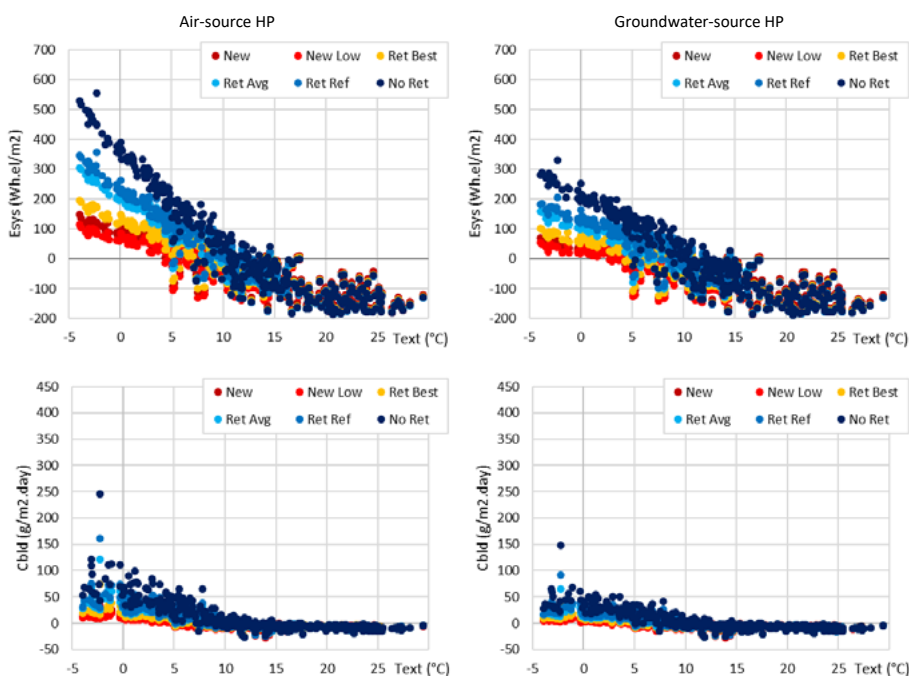 Air-source HP
Groundwater-source HP
700
600
500
400
300
200
100
0
-100
-200
Esys (Wh.el/m2)
New
New Low
Ret Best
Ret Avg
Ret Ref
No Ret
-5
0
5
10
15
20
25
Text (°C)
700
600
500
400
300
200
100
0
-100
-200
Esys (Wh.el/m2)
New
New Low
Ret Best
Ret Avg
Ret Ref
No Ret
-5
0
5
10
15
20
25
Text (°C)
450
400
350
300
250
200
150
100
50
0
-50
Cbld (g/m2.day)
New
New Low
Ret Best
Ret Avg
Ret Ref
No Ret
-5
0
5
10
15
20
25
Text (°C)
450
400
350
300
250
200
150
100
50
0
-50
Cbld (g/m2.day)
New
New Low
Ret Best
Ret Avg
Ret Ref
No Ret
-5
0
5
10
15
20
25
Text (°C)